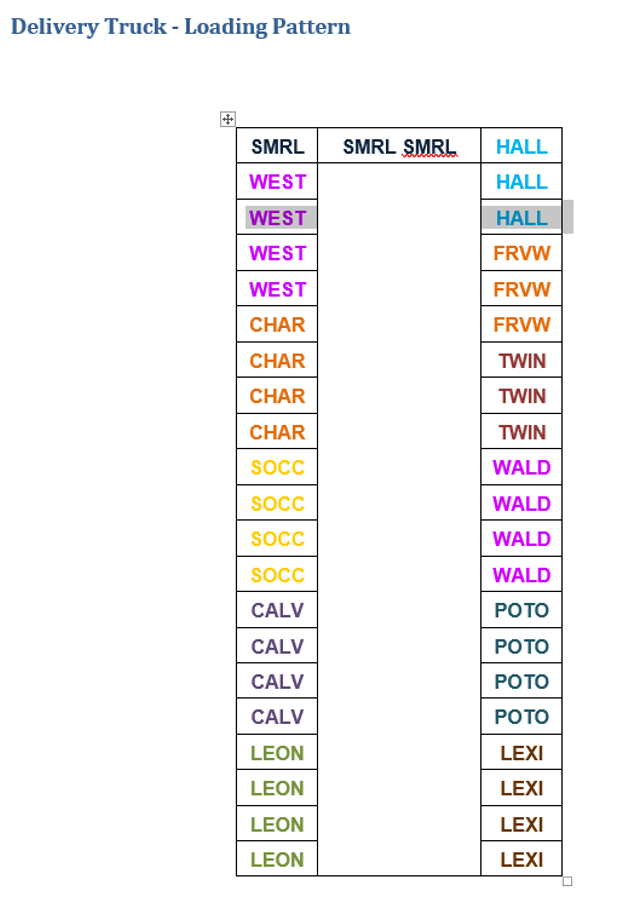 Delivery Truck - Loading Pattern
SMRL SMRL SMRL HALL
WEST HALL
WEST HALL
WEST FRVW
WEST FRVW
CHAR FRVW
CHAR TWIN
CHAR TWIN
CHAR TWIN
SOCC WALD
SOCC WALD
SOCC WALD
SOCC WALD
CALV POTO
CALV POTO
CALV POTO
CALV POTO
LEON LEXI
LEON LEXI
LEON LEXI
LEON LEXI